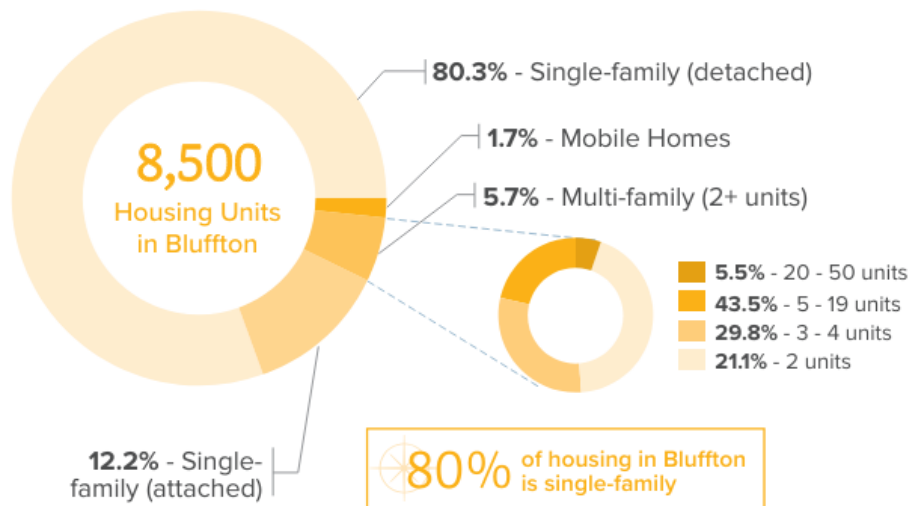 80.3% - Single-family (detached)
1.7% - Mobile Homes
5.7% - Multi-family (2+ units)
8,500
Housing Units
in Bluffton
5.5% - 20 - 50 units
43.5% - 5 - 19 units
29.8% - 3 - 4 units
21.1% - 2 units
12.2% - Single-
family (attached)
80% of housing in Bluffton
is single-family